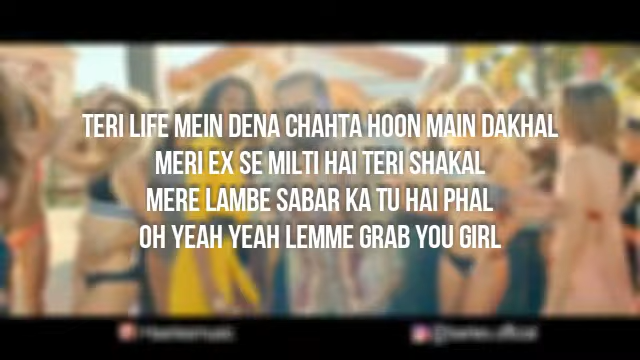 TERI LIFE MEIN DENA CHAHTA HOON MAIN DAKHAL
MERI EX SE MILTI HAI TERI SHAKAL
MERE LAMBE SABAR KA TU HAI PHAL
OH YEAH YEAH LEMME GRAB YOU GIRL